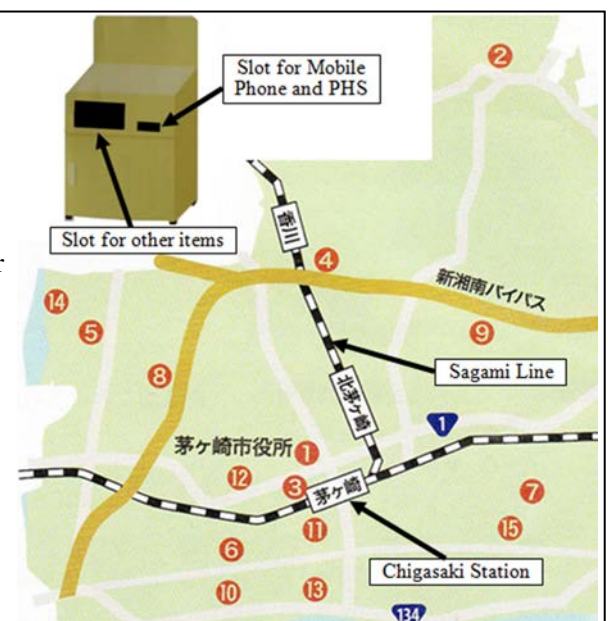 Slot for Mobile
Phone and PHS
Slot for other items
r
②
香川
④
新湘南バイパス
⑭
⑤
⑨
⑧
Sagami Line
北茅ヶ崎
1
茅ヶ崎市役所
①
⑫
③
茅ヶ崎
⑦
⑪
⑮
⑥
Chigasaki Station
⑩
⑬
134